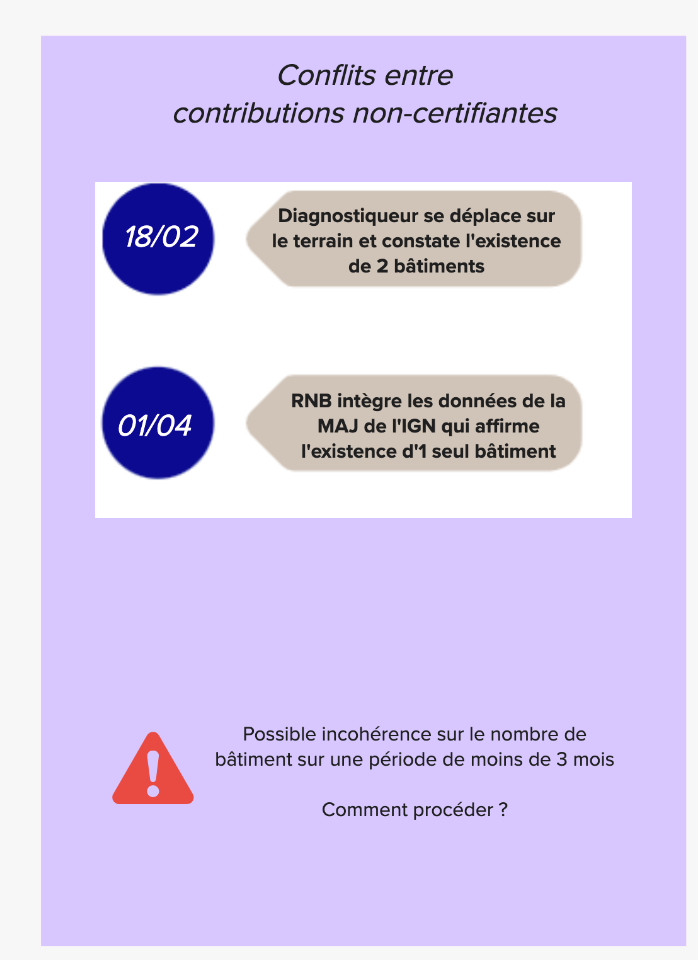 Conflits entre
contributions non-certifiantes
18/02
Diagnostiqueur se déplace sur
le terrain et constate l'existence
de 2 bâtiments
01/04
RNB intègre les données de la
MAJ de l'IGN qui affirme
l'existence d'1 seul bâtiment
Possible incohérence sur le nombre de
bâtiment sur une période de moins de 3 mois
Comment procéder ?